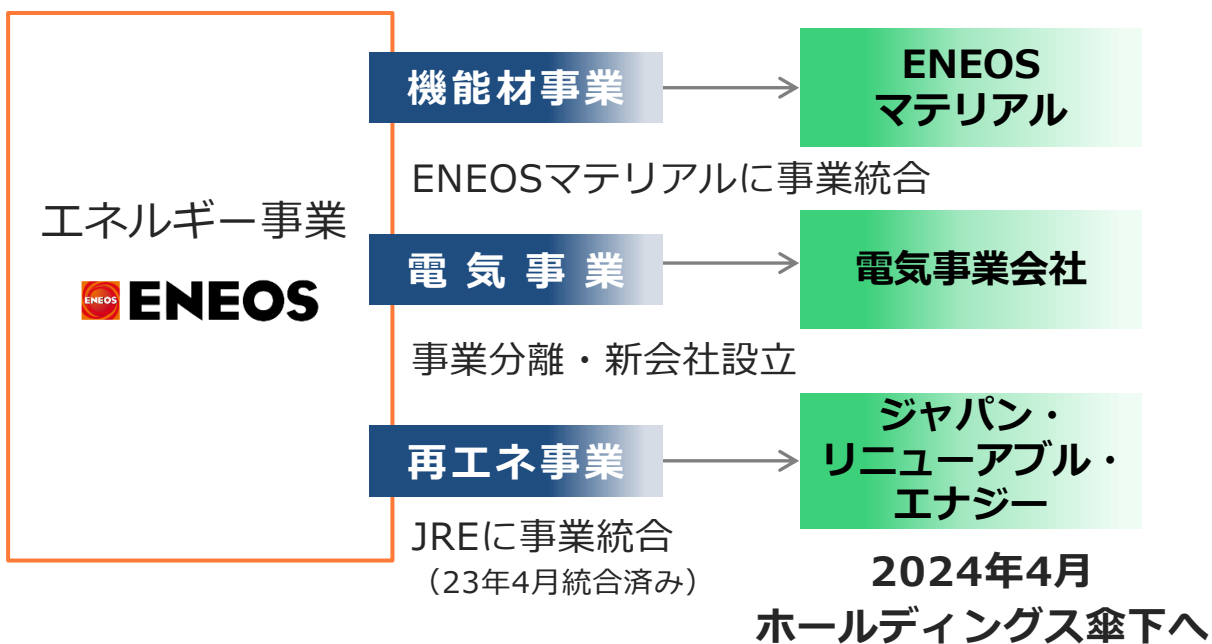 エネルギー事業
ENEOS ENEOS
機能材事業
ENEOS
マテリアル
ENEOSマテリアルに事業統合
電気事業
電気事業会社
事業分離・新会社設立
再エネ事業
ジャパン・
リニューアブル・
エナジー
JREに事業統合
（23年4月統合済み）
2024年4月
ホールディングス傘下へ